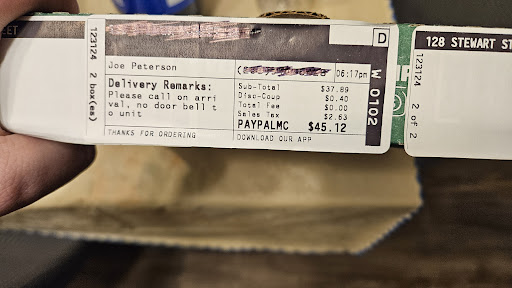 EET
123124 2 box(es)
D
Joe Peterson
06:17pm
Delivery Remarks:
Please call on arri
val, no door bell t
o unit
Sub-Total $37.89
Disc-Coup $0.40
Total Fee $0.00
Sales Tax $2.63
PAYPALMC $45.12
THANKS FOR ORDERING
DOWNLOAD OUR APP
W 0102
128 STEWART ST
123124 2 of 2